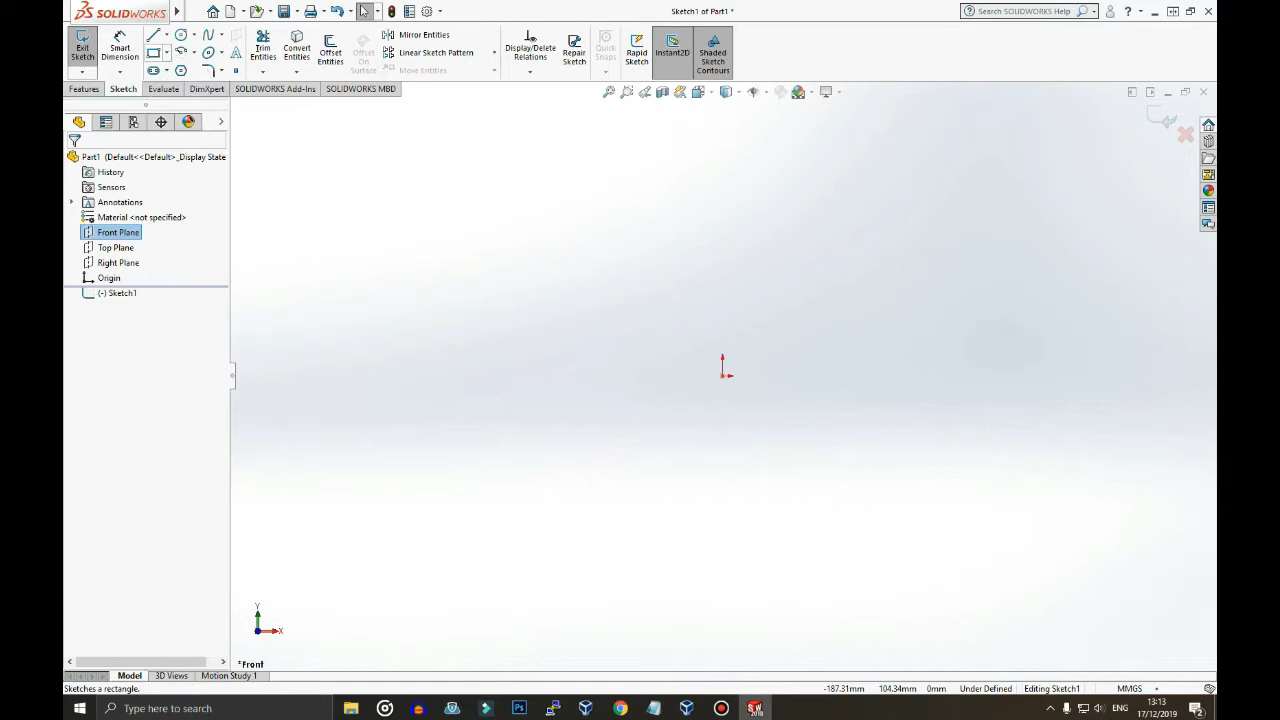 SOLIDWORKS
Sketch1 of Part1 *
Search SOLIDWORKS Help
Exit Sketch
Smart Dimension
Trim Entities
Convert Entities
Offset Entities
Offset On Surface
Mirror Entities
Linear Sketch Pattern
Move Entities
Display/Delete Relations
Repair Sketch
Quick Snaps
Rapid Sketch
Instant2D
Shaded Sketch Contours
Features
Sketch
Evaluate
DimXpert
SOLIDWORKS Add-Ins
SOLIDWORKS MBD
Part1 (Default<<Default>_Display State
History
Sensors
Annotations
Material <not specified>
Front Plane
Top Plane
Right Plane
Origin
(-) Sketch1
Y
X
*Front
Model
3D Views
Motion Study 1
Sketches a rectangle.
-187.31mm
104.34mm
0mm
Under Defined
Editing Sketch1
MMGS
Type here to search
Ps
SW
2018
ENG
13:13
17/12/2019
2